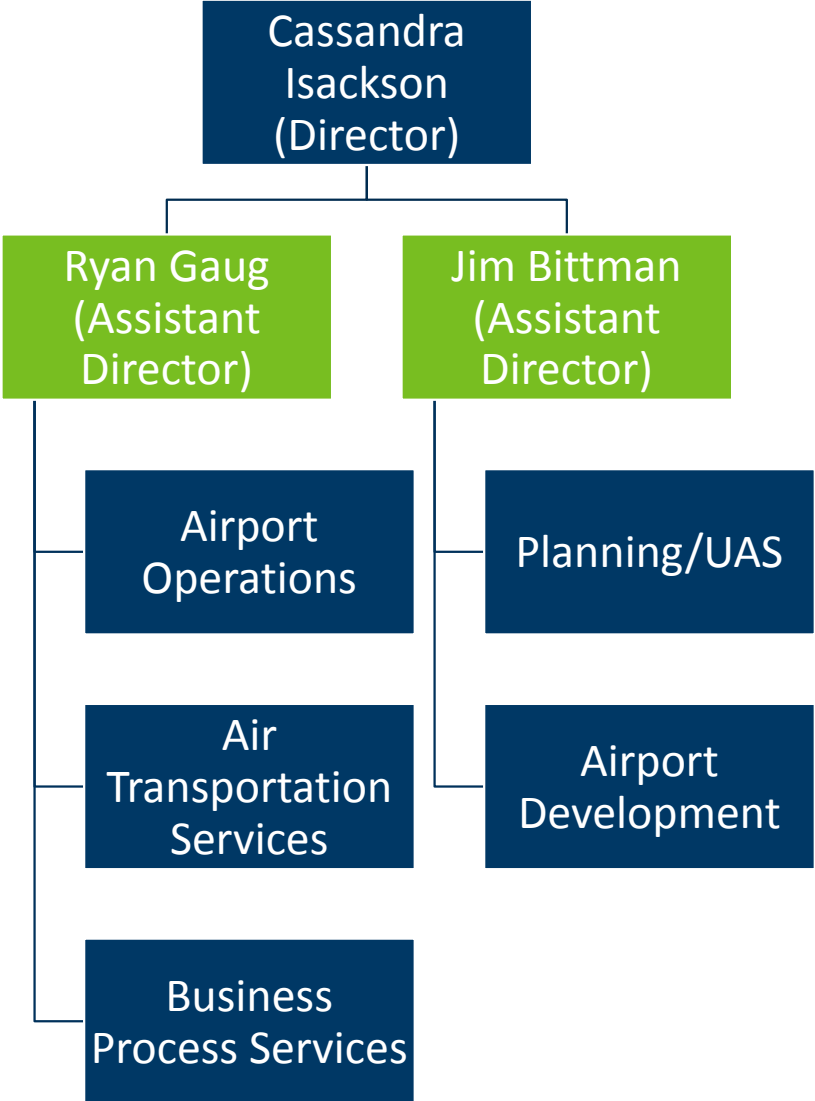 Cassandra
Isackson
(Director)
Ryan Gaug
(Assistant
Director)
Jim Bittman
(Assistant
Director)
Airport
Operations
Planning/UAS
Air
Transportation
Services
Airport
Development
Business
Process Services